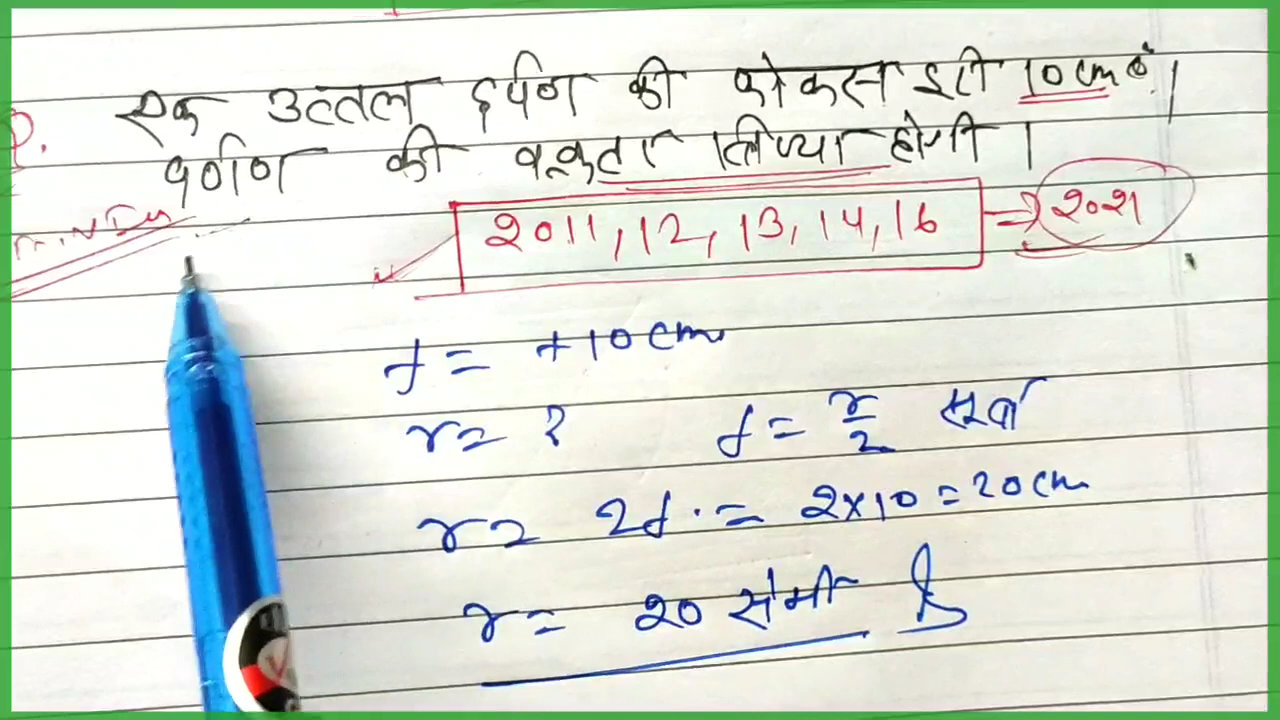 एक उत्तल दर्पण की फोकस दूरी 10 cm है।
P.
दर्पण की वक्रता त्रिज्या होगी।
2011, 12, 13, 14, 16 ⇒ 2021
f = +10 cm
r = ? f = r/2 सूत्र
r = 2f = 2×10 = 20 cm
r = 20 सेमी